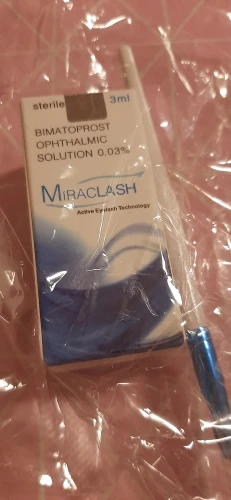 sterile 3ml
BIMATOPROST
OPHTHALMIC
SOLUTION 0.03%
MIRACLASH
Active Eyelash Technology